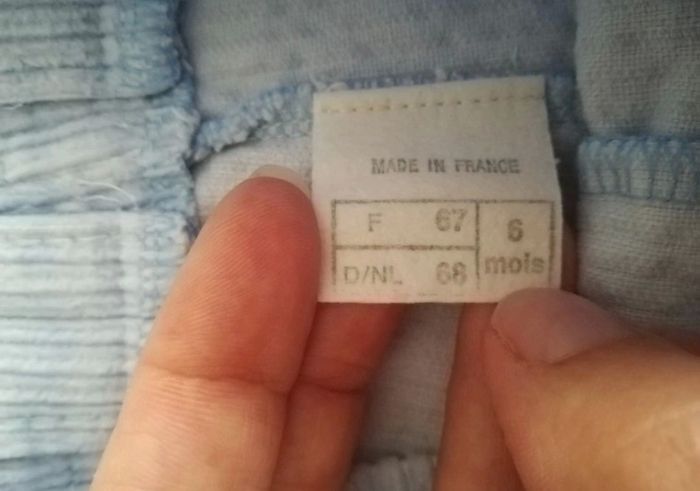 MADE IN FRANCE
F 67 6
D/NL 68 mois